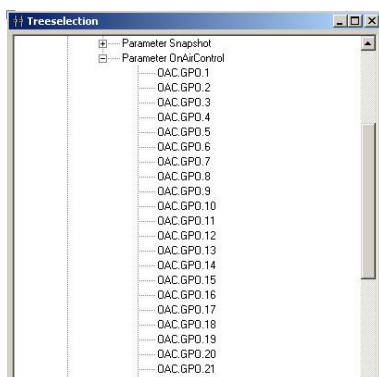 Treeselection
Parameter Snapshot
Parameter OnAirControl
OAC.GPO.1
OAC.GPO.2
OAC.GPO.3
OAC.GPO.4
OAC.GPO.5
OAC.GPO.6
OAC.GPO.7
OAC.GPO.8
OAC.GPO.9
OAC.GPO.10
OAC.GPO.11
OAC.GPO.12
OAC.GPO.13
OAC.GPO.14
OAC.GPO.15
OAC.GPO.16
OAC.GPO.17
OAC.GPO.18
OAC.GPO.19
OAC.GPO.20
OAC.GPO.21